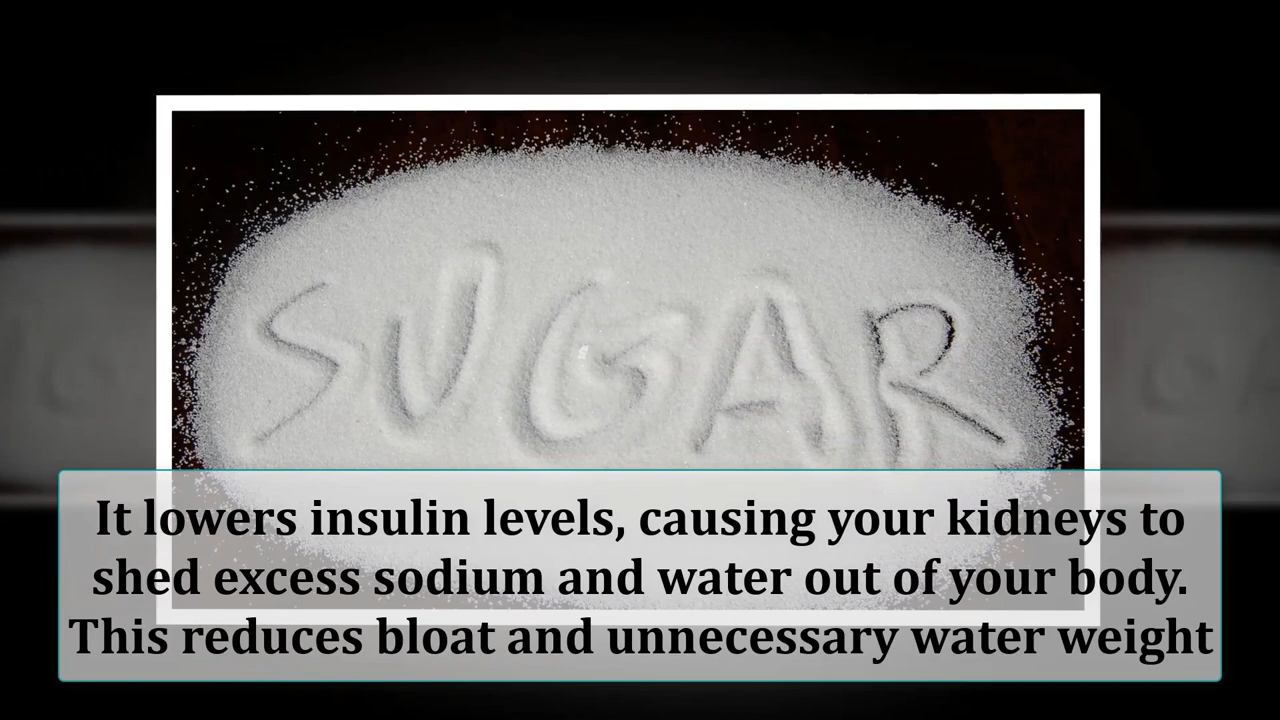 SUGAR
It lowers insulin levels, causing your kidneys to
shed excess sodium and water out of your body.
This reduces bloat and unnecessary water weight